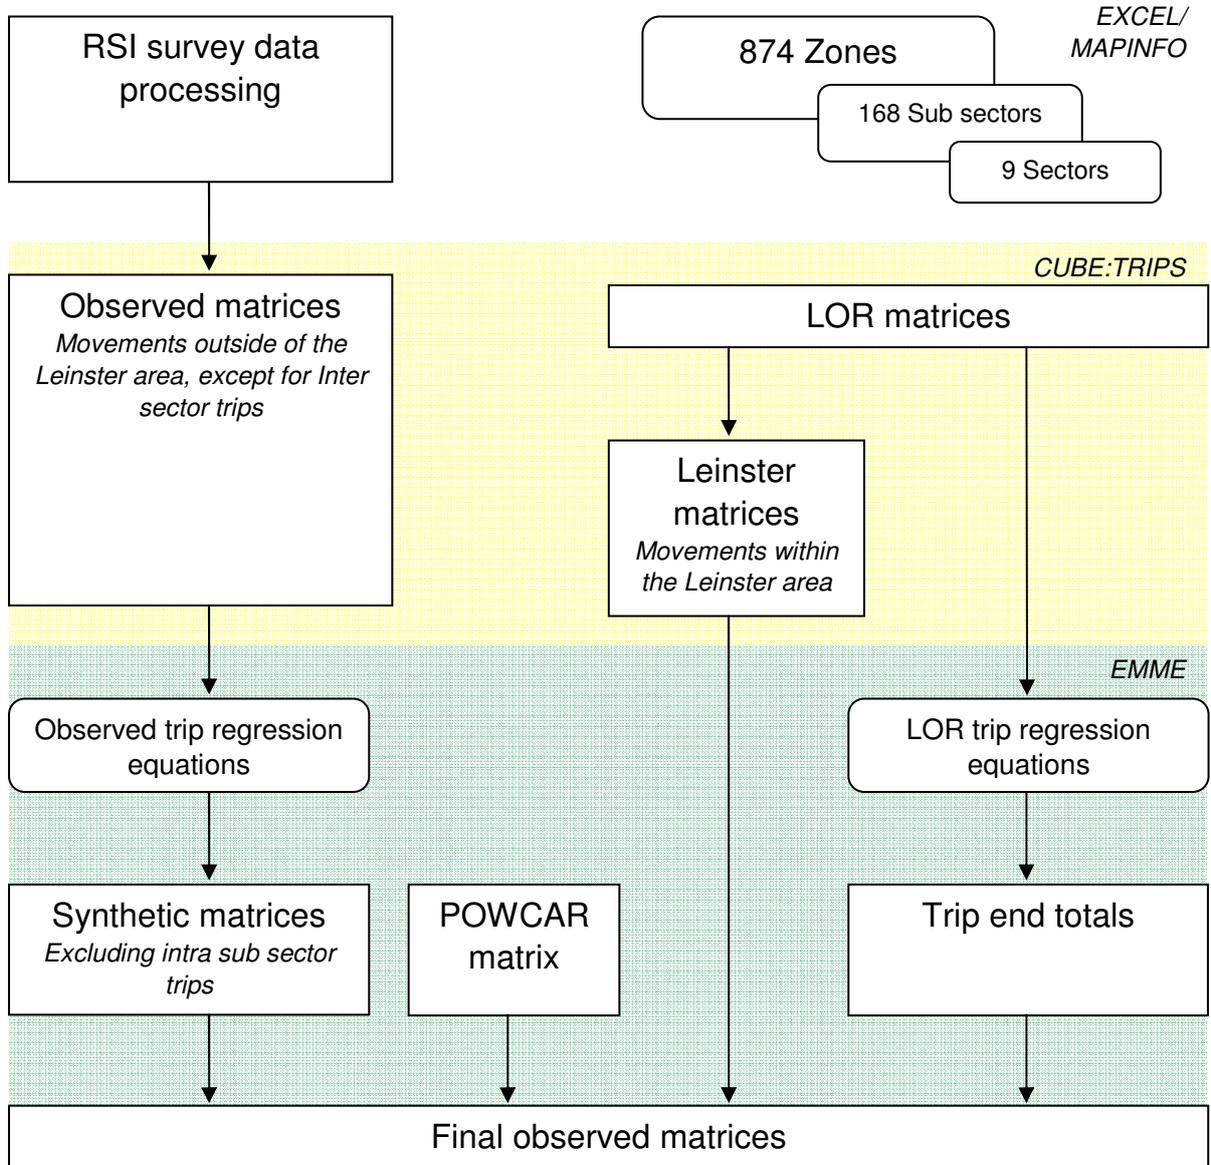 RSI survey data
processing
874 Zones
168 Sub sectors
9 Sectors
EXCEL/
MAPINFO
CUBE:TRIPS
Observed matrices
Movements outside of the
Leinster area, except for Inter
sector trips
LOR matrices
Leinster
matrices
Movements within
the Leinster area
EMME
Observed trip regression
equations
LOR trip regression
equations
Synthetic matrices
Excluding intra sub sector
trips
POWCAR
matrix
Trip end totals
Final observed matrices